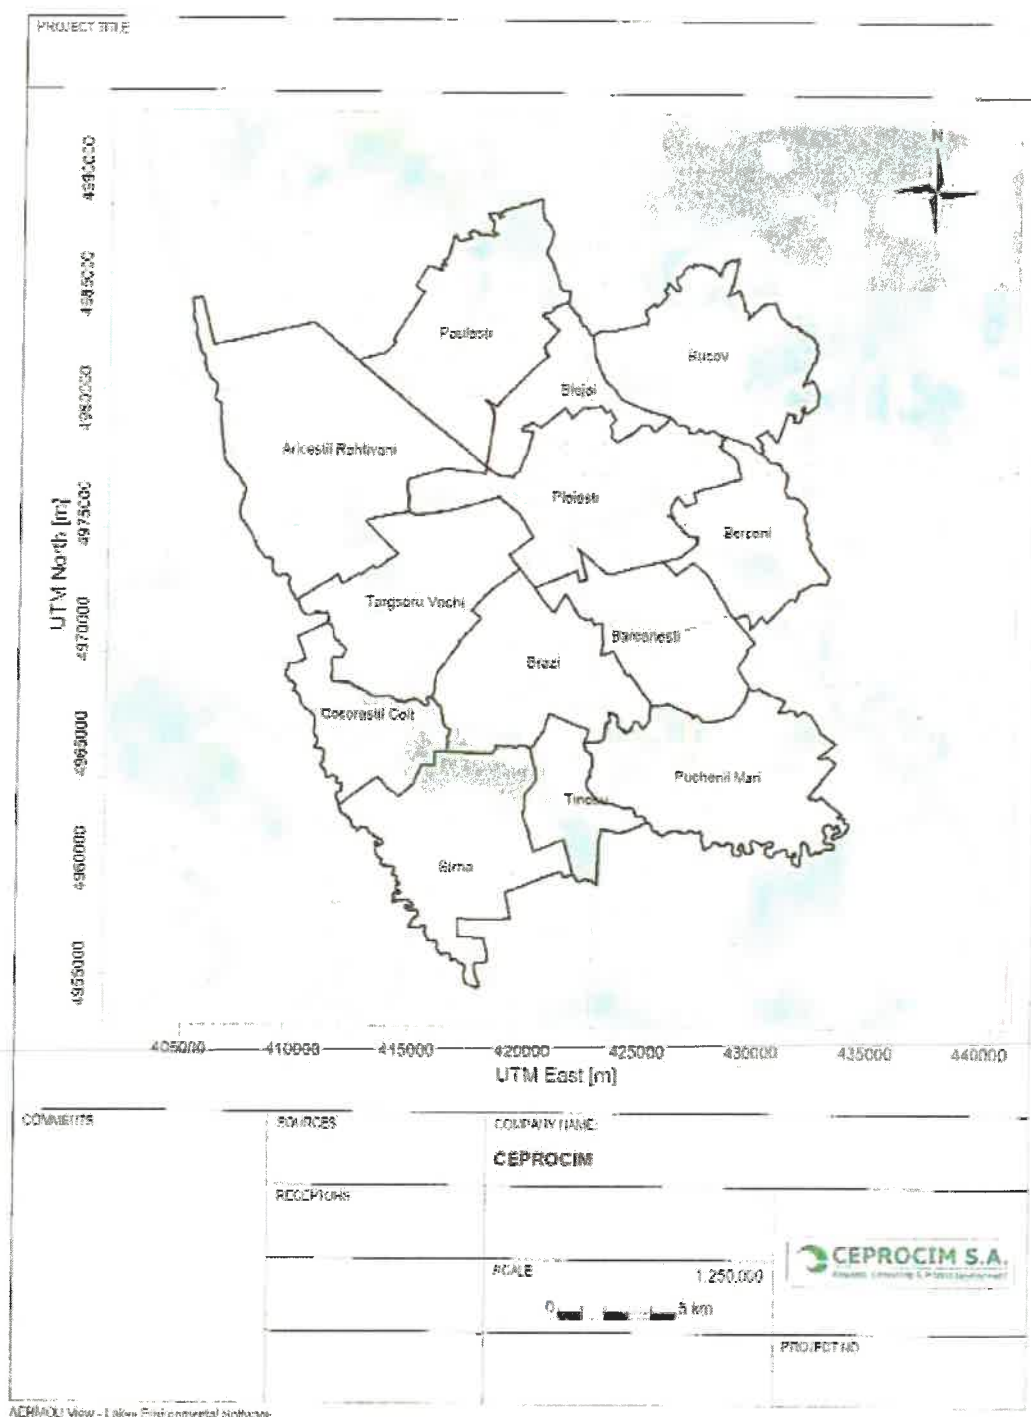 PROJECT TITLE
4990000
N
4985000
Paulesti
Bucov
4980000
Blejoi
Aricestii Rahtivani
UTM North [m]
4975000
Ploiesti
Berceni
4970000
Targsoru Vechi
Barcanesti
Brazi
4965000
Cocorastii Colt
Puchenii Mari
Tinosu
4960000
Sirna
4955000
405000 410000 415000 420000 425000 430000 435000 440000
UTM East [m]
COMMENTS
SOURCES
COMPANY NAME:
CEPROCIM
RECEPTORS
CEPROCIM S.A.
SCALE
1:250,000
0 5 km
PROJECT NO
AERMOD View - Lakes Environmental Software